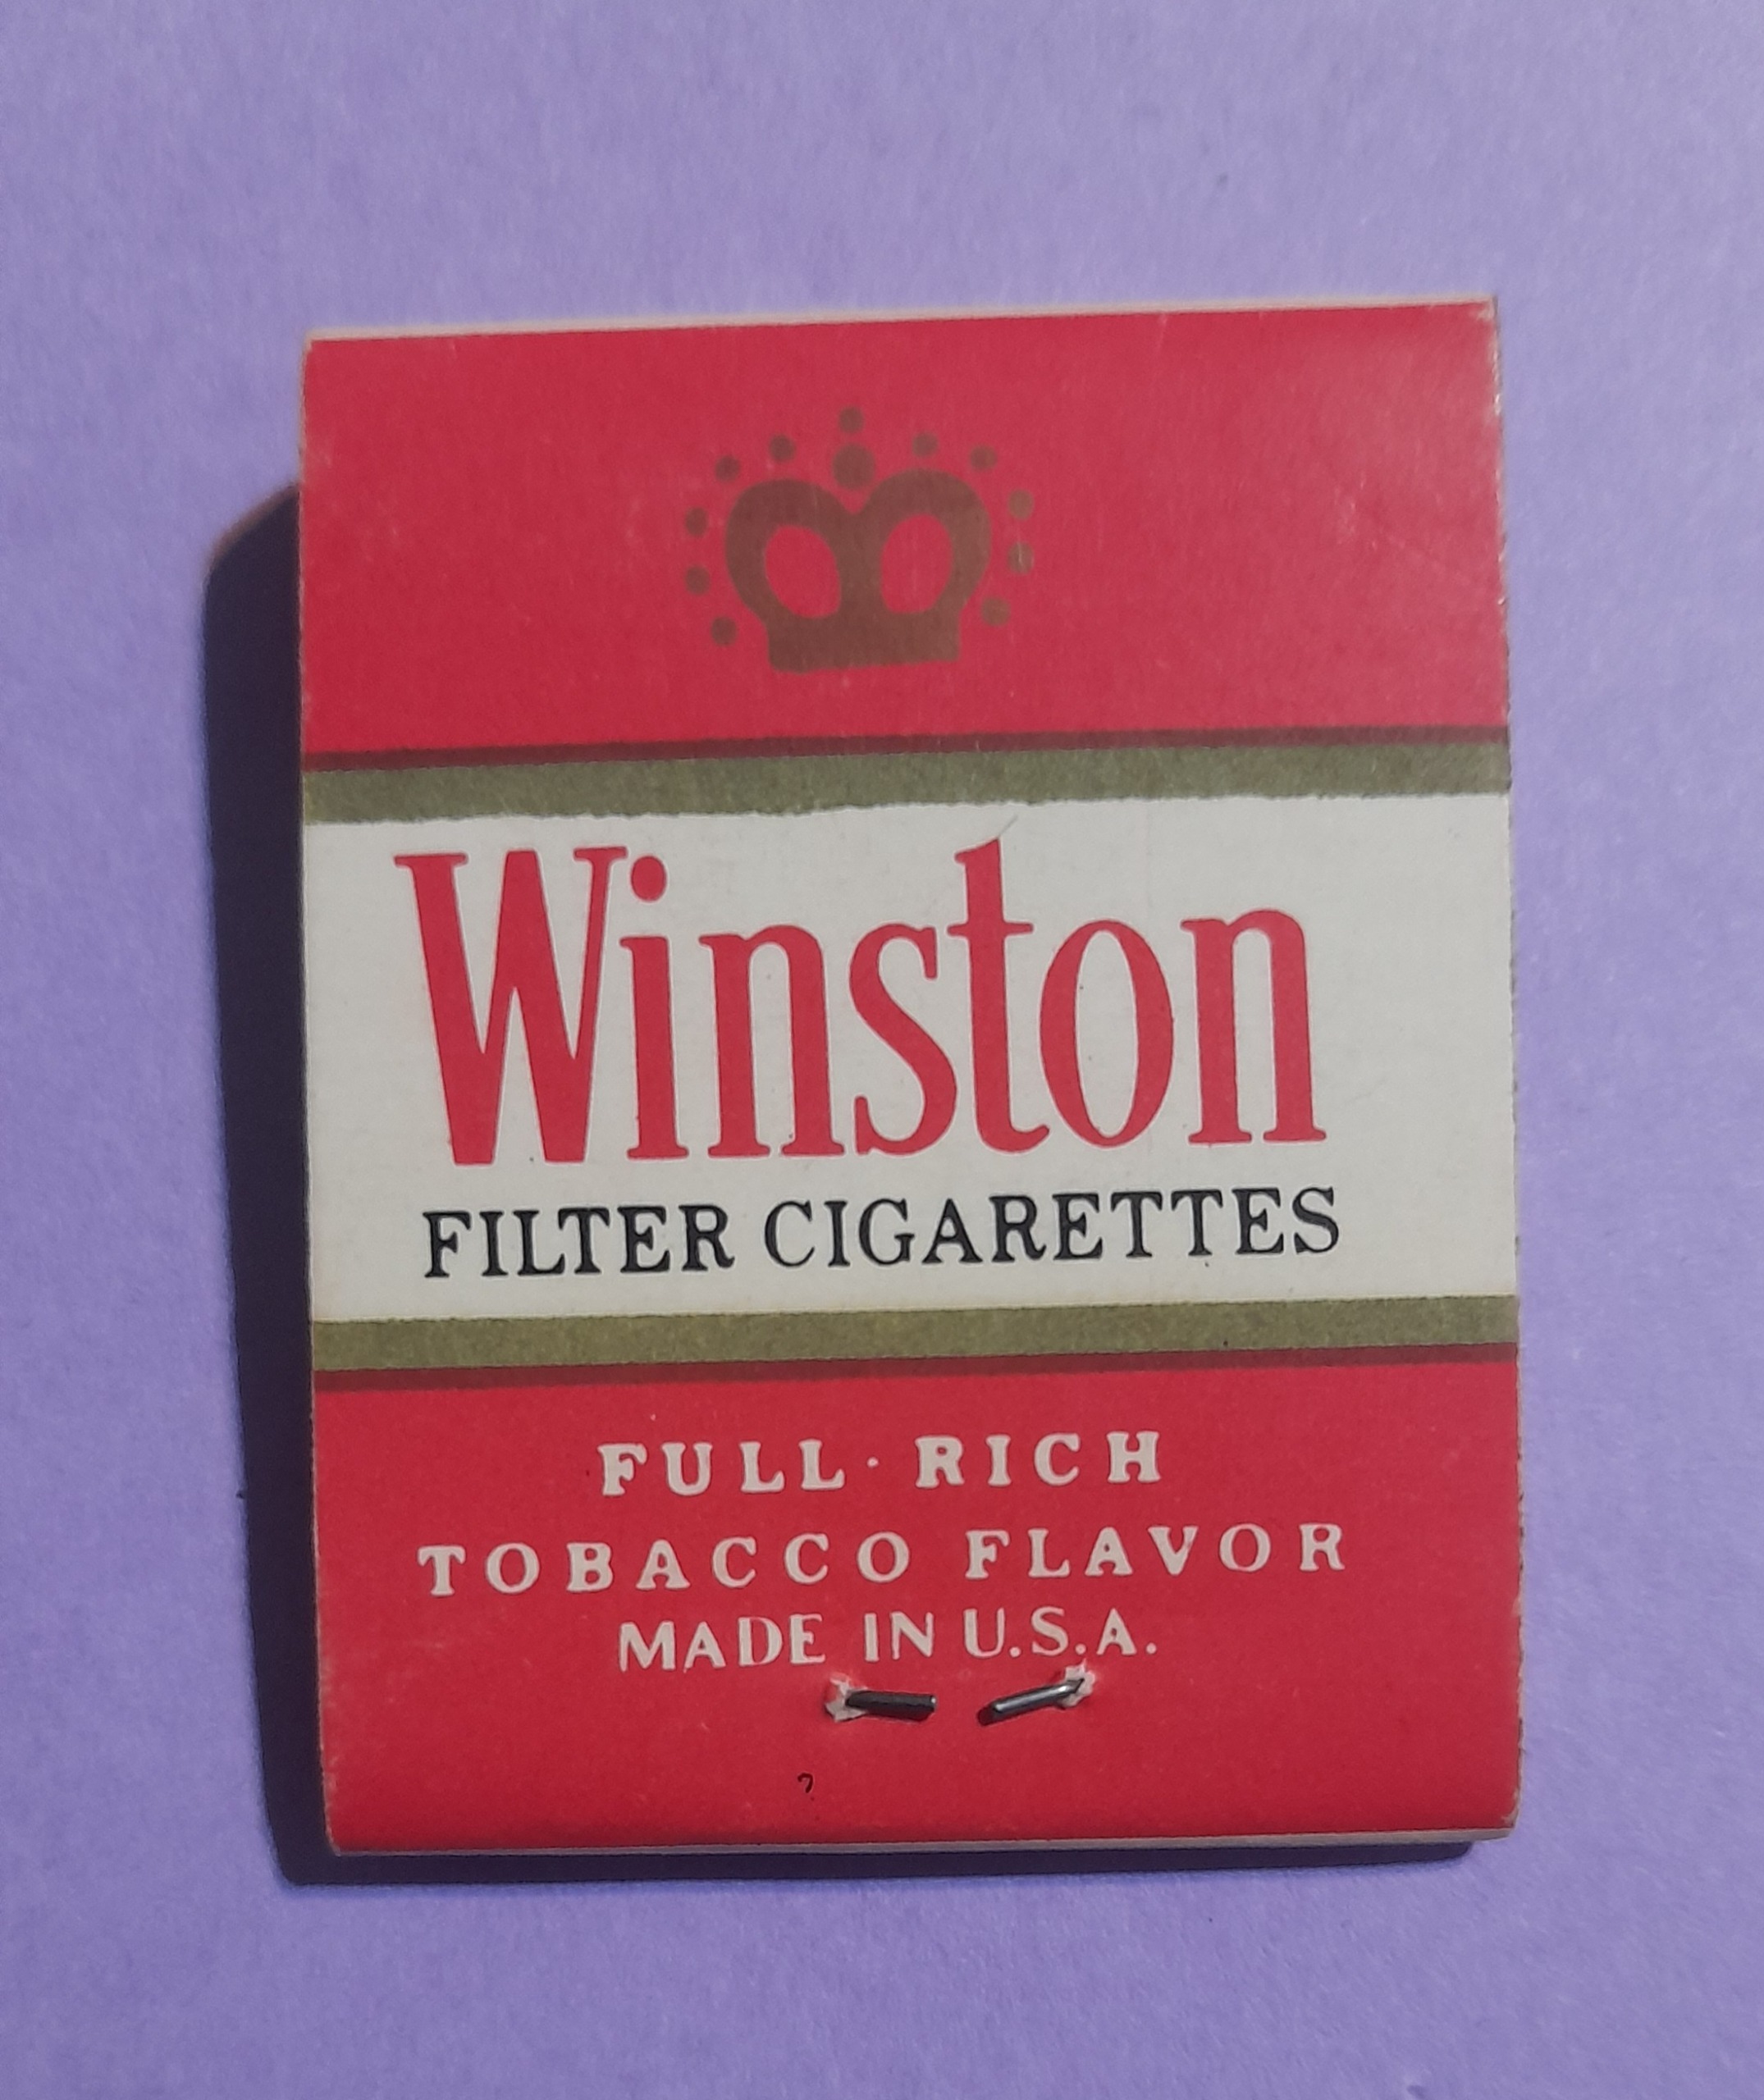 Winston
FILTER CIGARETTES
FULL · RICH
TOBACCO FLAVOR
MADE IN U.S.A.